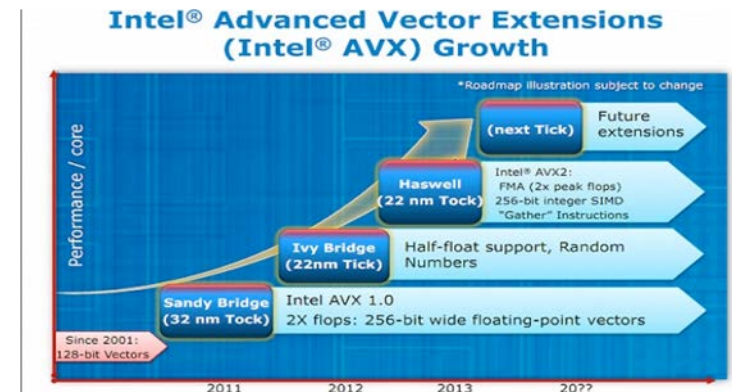 Intel® Advanced Vector Extensions
(Intel® AVX) Growth
*Roadmap illustration subject to change
Performance / core
(next Tick)
Future
extensions
Haswell
(22 nm Tock)
Intel® AVX2:
FMA (2x peak flops)
256-bit integer SIMD
"Gather" Instructions
Ivy Bridge
(22nm Tick)
Half-float support, Random
Numbers
Sandy Bridge
(32 nm Tock)
Intel AVX 1.0
2X flops: 256-bit wide floating-point vectors
Since 2001:
128-bit Vectors
2011 2012 2013 20??